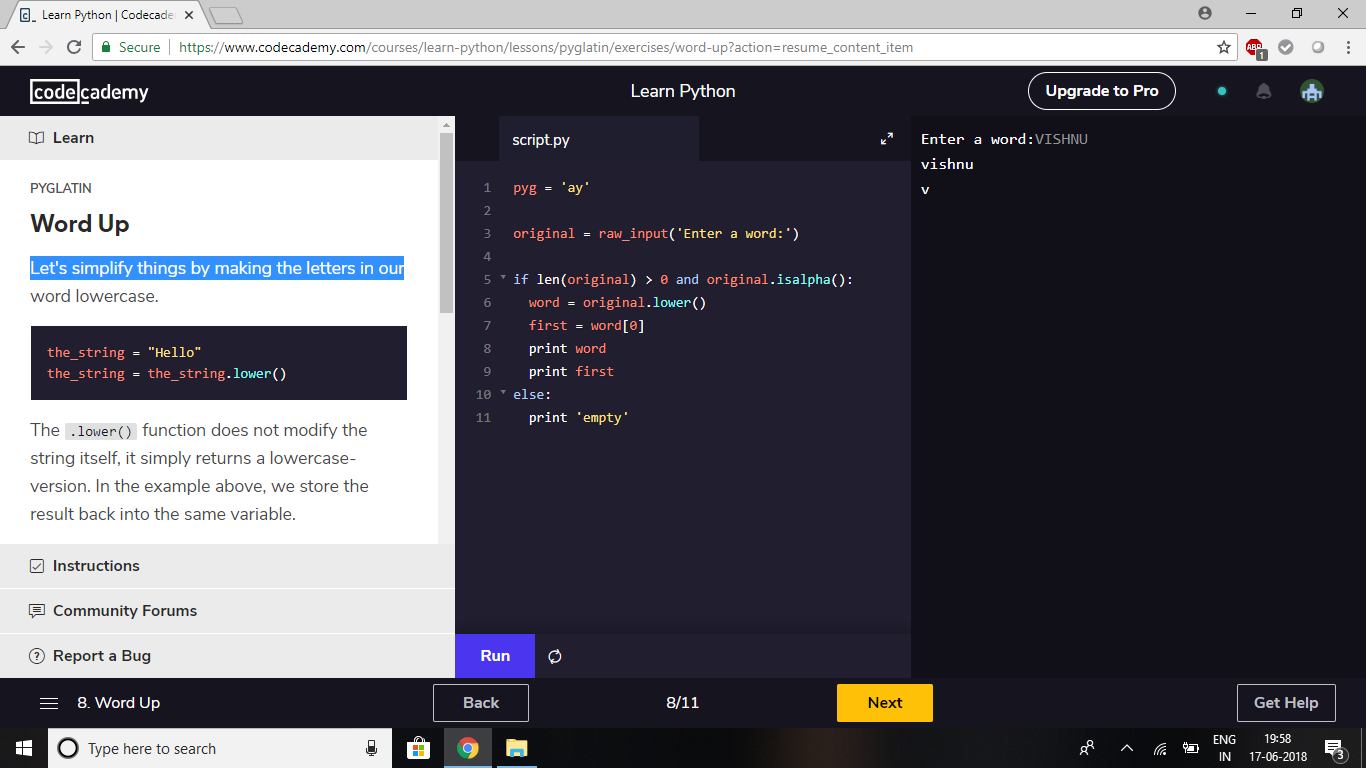 Learn Python | Codecade
Secure
https://www.codecademy.com/courses/learn-python/lessons/pyglatin/exercises/word-up?action=resume_content_item
ABP
1
codecademy
Learn Python
Upgrade to Pro
Learn
PYGLATIN
Word Up
Let's simplify things by making the letters in our
word lowercase.
the_string = "Hello"
the_string = the_string.lower()
The .lower() function does not modify the
string itself, it simply returns a lowercase-
version. In the example above, we store the
result back into the same variable.
Instructions
Community Forums
Report a Bug
script.py
1 pyg = 'ay'
2
3 original = raw_input('Enter a word:')
4
5 if len(original) > 0 and original.isalpha():
6 word = original.lower()
7 first = word[0]
8 print word
9 print first
10 else:
11 print 'empty'
Run
Enter a word:VISHNU
vishnu
v
8. Word Up
Back
8/11
Next
Get Help
Type here to search
ENG
IN
19:58
17-06-2018
3